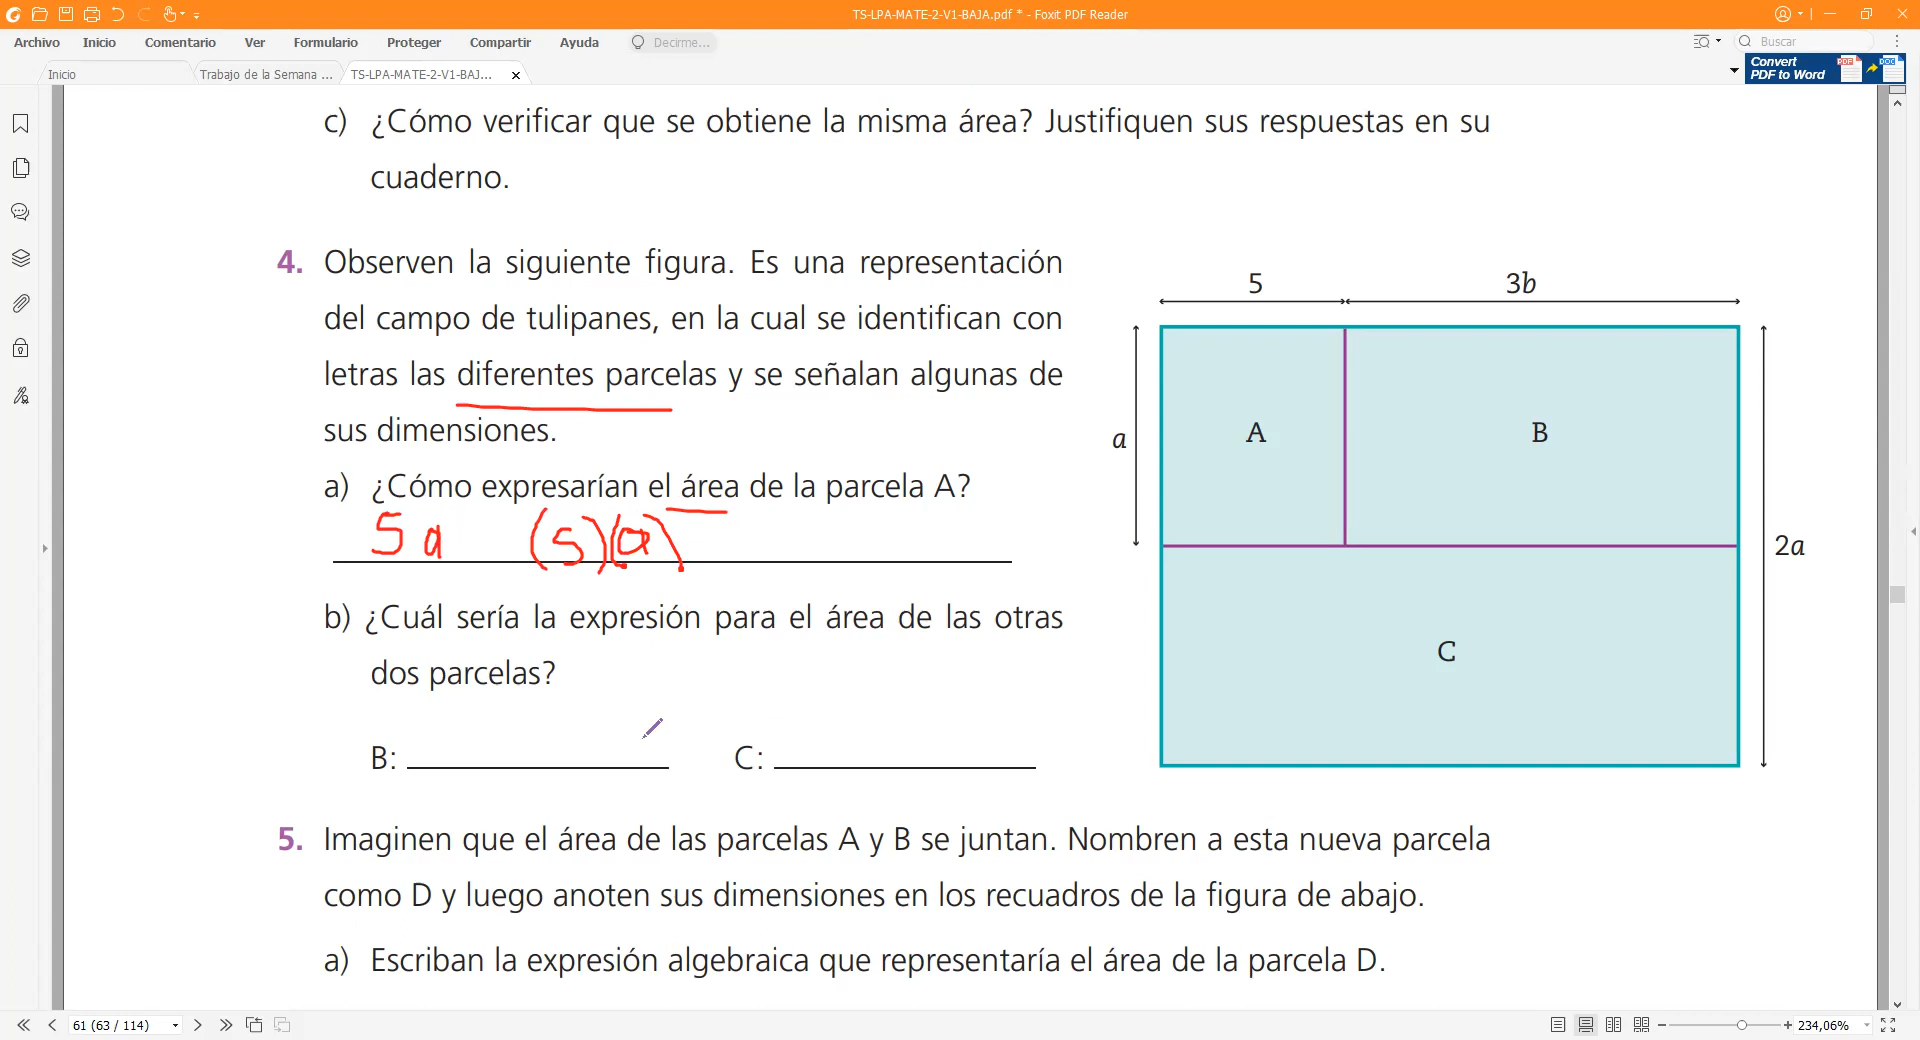 TS-LPA-MATE-2-V1-BAJA.pdf * - Foxit PDF Reader
Archivo Inicio Comentario Ver Formulario Proteger Compartir Ayuda Decirme... Buscar
Inicio Trabajo de la Semana ... TS-LPA-MATE-2-V1-BAJ...
Convert
PDF to Word
PDF DOC
c) ¿Cómo verificar que se obtiene la misma área? Justifiquen sus respuestas en su
cuaderno.
4. Observen la siguiente figura. Es una representación
del campo de tulipanes, en la cual se identifican con
letras las diferentes parcelas y se señalan algunas de
sus dimensiones.
a) ¿Cómo expresarían el área de la parcela A?
5a (5)(a)
b) ¿Cuál sería la expresión para el área de las otras
dos parcelas?
B: C:
5 3b
a A B
2a
C
5. Imaginen que el área de las parcelas A y B se juntan. Nombren a esta nueva parcela
como D y luego anoten sus dimensiones en los recuadros de la figura de abajo.
a) Escriban la expresión algebraica que representaría el área de la parcela D.
61 (63 / 114) 234,06%